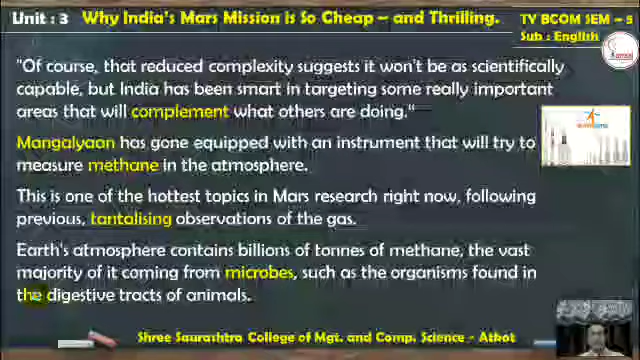 Unit : 3 Why India's Mars Mission is So Cheap – and Thrilling. TY BCOM SEM – 5
Sub : English
"Of course, that reduced complexity suggests it won't be as scientifically
capable, but India has been smart in targeting some really important
areas that will complement what others are doing."
Mangalyaan has gone equipped with an instrument that will try to
measure methane in the atmosphere.
This is one of the hottest topics in Mars research right now, following
previous, tantalising observations of the gas.
Earth's atmosphere contains billions of tonnes of methane, the vast
majority of it coming from microbes, such as the organisms found in
the digestive tracts of animals.
Shree Saurashtra College of Mgt. and Comp. Science - Atkot